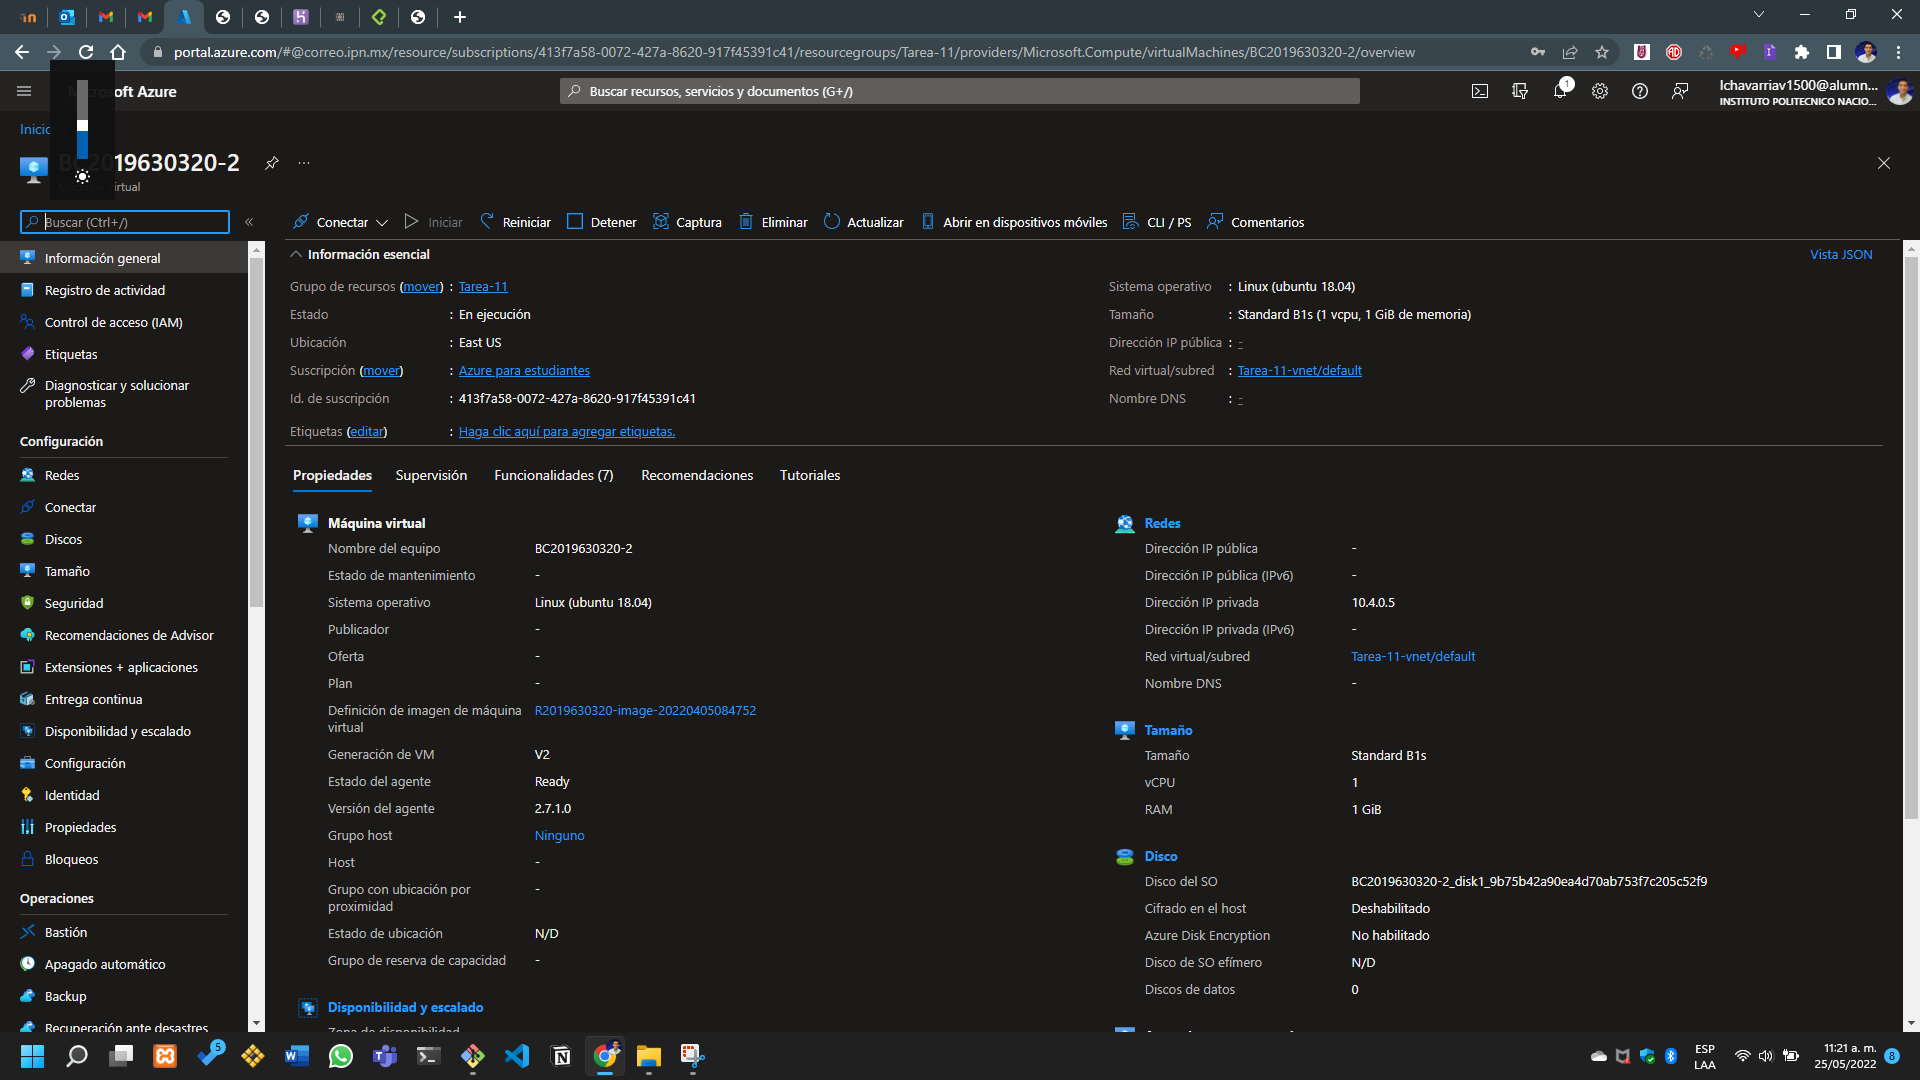 portal.azure.com/#@correo.ipn.mx/resource/subscriptions/413f7a58-0072-427a-8620-917f45391c41/resourcegroups/Tarea-11/providers/Microsoft.Compute/virtualMachines/BC2019630320-2/overview
Microsoft Azure
Buscar recursos, servicios y documentos (G+/)
1
lchavarriav1500@alumn...
INSTITUTO POLITECNICO NACIO...
Inicio
BC2019630320-2
Máquina virtual
Buscar (Ctrl+/)
Conectar
Iniciar
Reiniciar
Detener
Captura
Eliminar
Actualizar
Abrir en dispositivos móviles
CLI / PS
Comentarios
Información general
Registro de actividad
Control de acceso (IAM)
Etiquetas
Diagnosticar y solucionar
problemas
Configuración
Redes
Conectar
Discos
Tamaño
Seguridad
Recomendaciones de Advisor
Extensiones + aplicaciones
Entrega continua
Disponibilidad y escalado
Configuración
Identidad
Propiedades
Bloqueos
Operaciones
Bastión
Apagado automático
Backup
Recuperación ante desastres
Información esencial
Vista JSON
Grupo de recursos (mover) : Tarea-11
Estado : En ejecución
Ubicación : East US
Suscripción (mover) : Azure para estudiantes
Id. de suscripción : 413f7a58-0072-427a-8620-917f45391c41
Etiquetas (editar) : Haga clic aquí para agregar etiquetas.
Sistema operativo : Linux (ubuntu 18.04)
Tamaño : Standard B1s (1 vcpu, 1 GiB de memoria)
Dirección IP pública : -
Red virtual/subred : Tarea-11-vnet/default
Nombre DNS : -
Propiedades
Supervisión
Funcionalidades (7)
Recomendaciones
Tutoriales
Máquina virtual
Nombre del equipo BC2019630320-2
Estado de mantenimiento -
Sistema operativo Linux (ubuntu 18.04)
Publicador -
Oferta -
Plan -
Definición de imagen de máquina R2019630320-image-20220405084752
virtual
Generación de VM V2
Estado del agente Ready
Versión del agente 2.7.1.0
Grupo host Ninguno
Host -
Grupo con ubicación por -
proximidad
Estado de ubicación N/D
Grupo de reserva de capacidad -
Disponibilidad y escalado
Zona de disponibilidad
Redes
Dirección IP pública -
Dirección IP pública (IPv6) -
Dirección IP privada 10.4.0.5
Dirección IP privada (IPv6) -
Red virtual/subred Tarea-11-vnet/default
Nombre DNS -
Tamaño
Tamaño Standard B1s
vCPU 1
RAM 1 GiB
Disco
Disco del SO BC2019630320-2_disk1_9b75b42a90ea4d70ab753f7c205c52f9
Cifrado en el host Deshabilitado
Azure Disk Encryption No habilitado
Disco de SO efímero N/D
Discos de datos 0
5
ESP
LAA
11:21 a. m.
25/05/2022
8